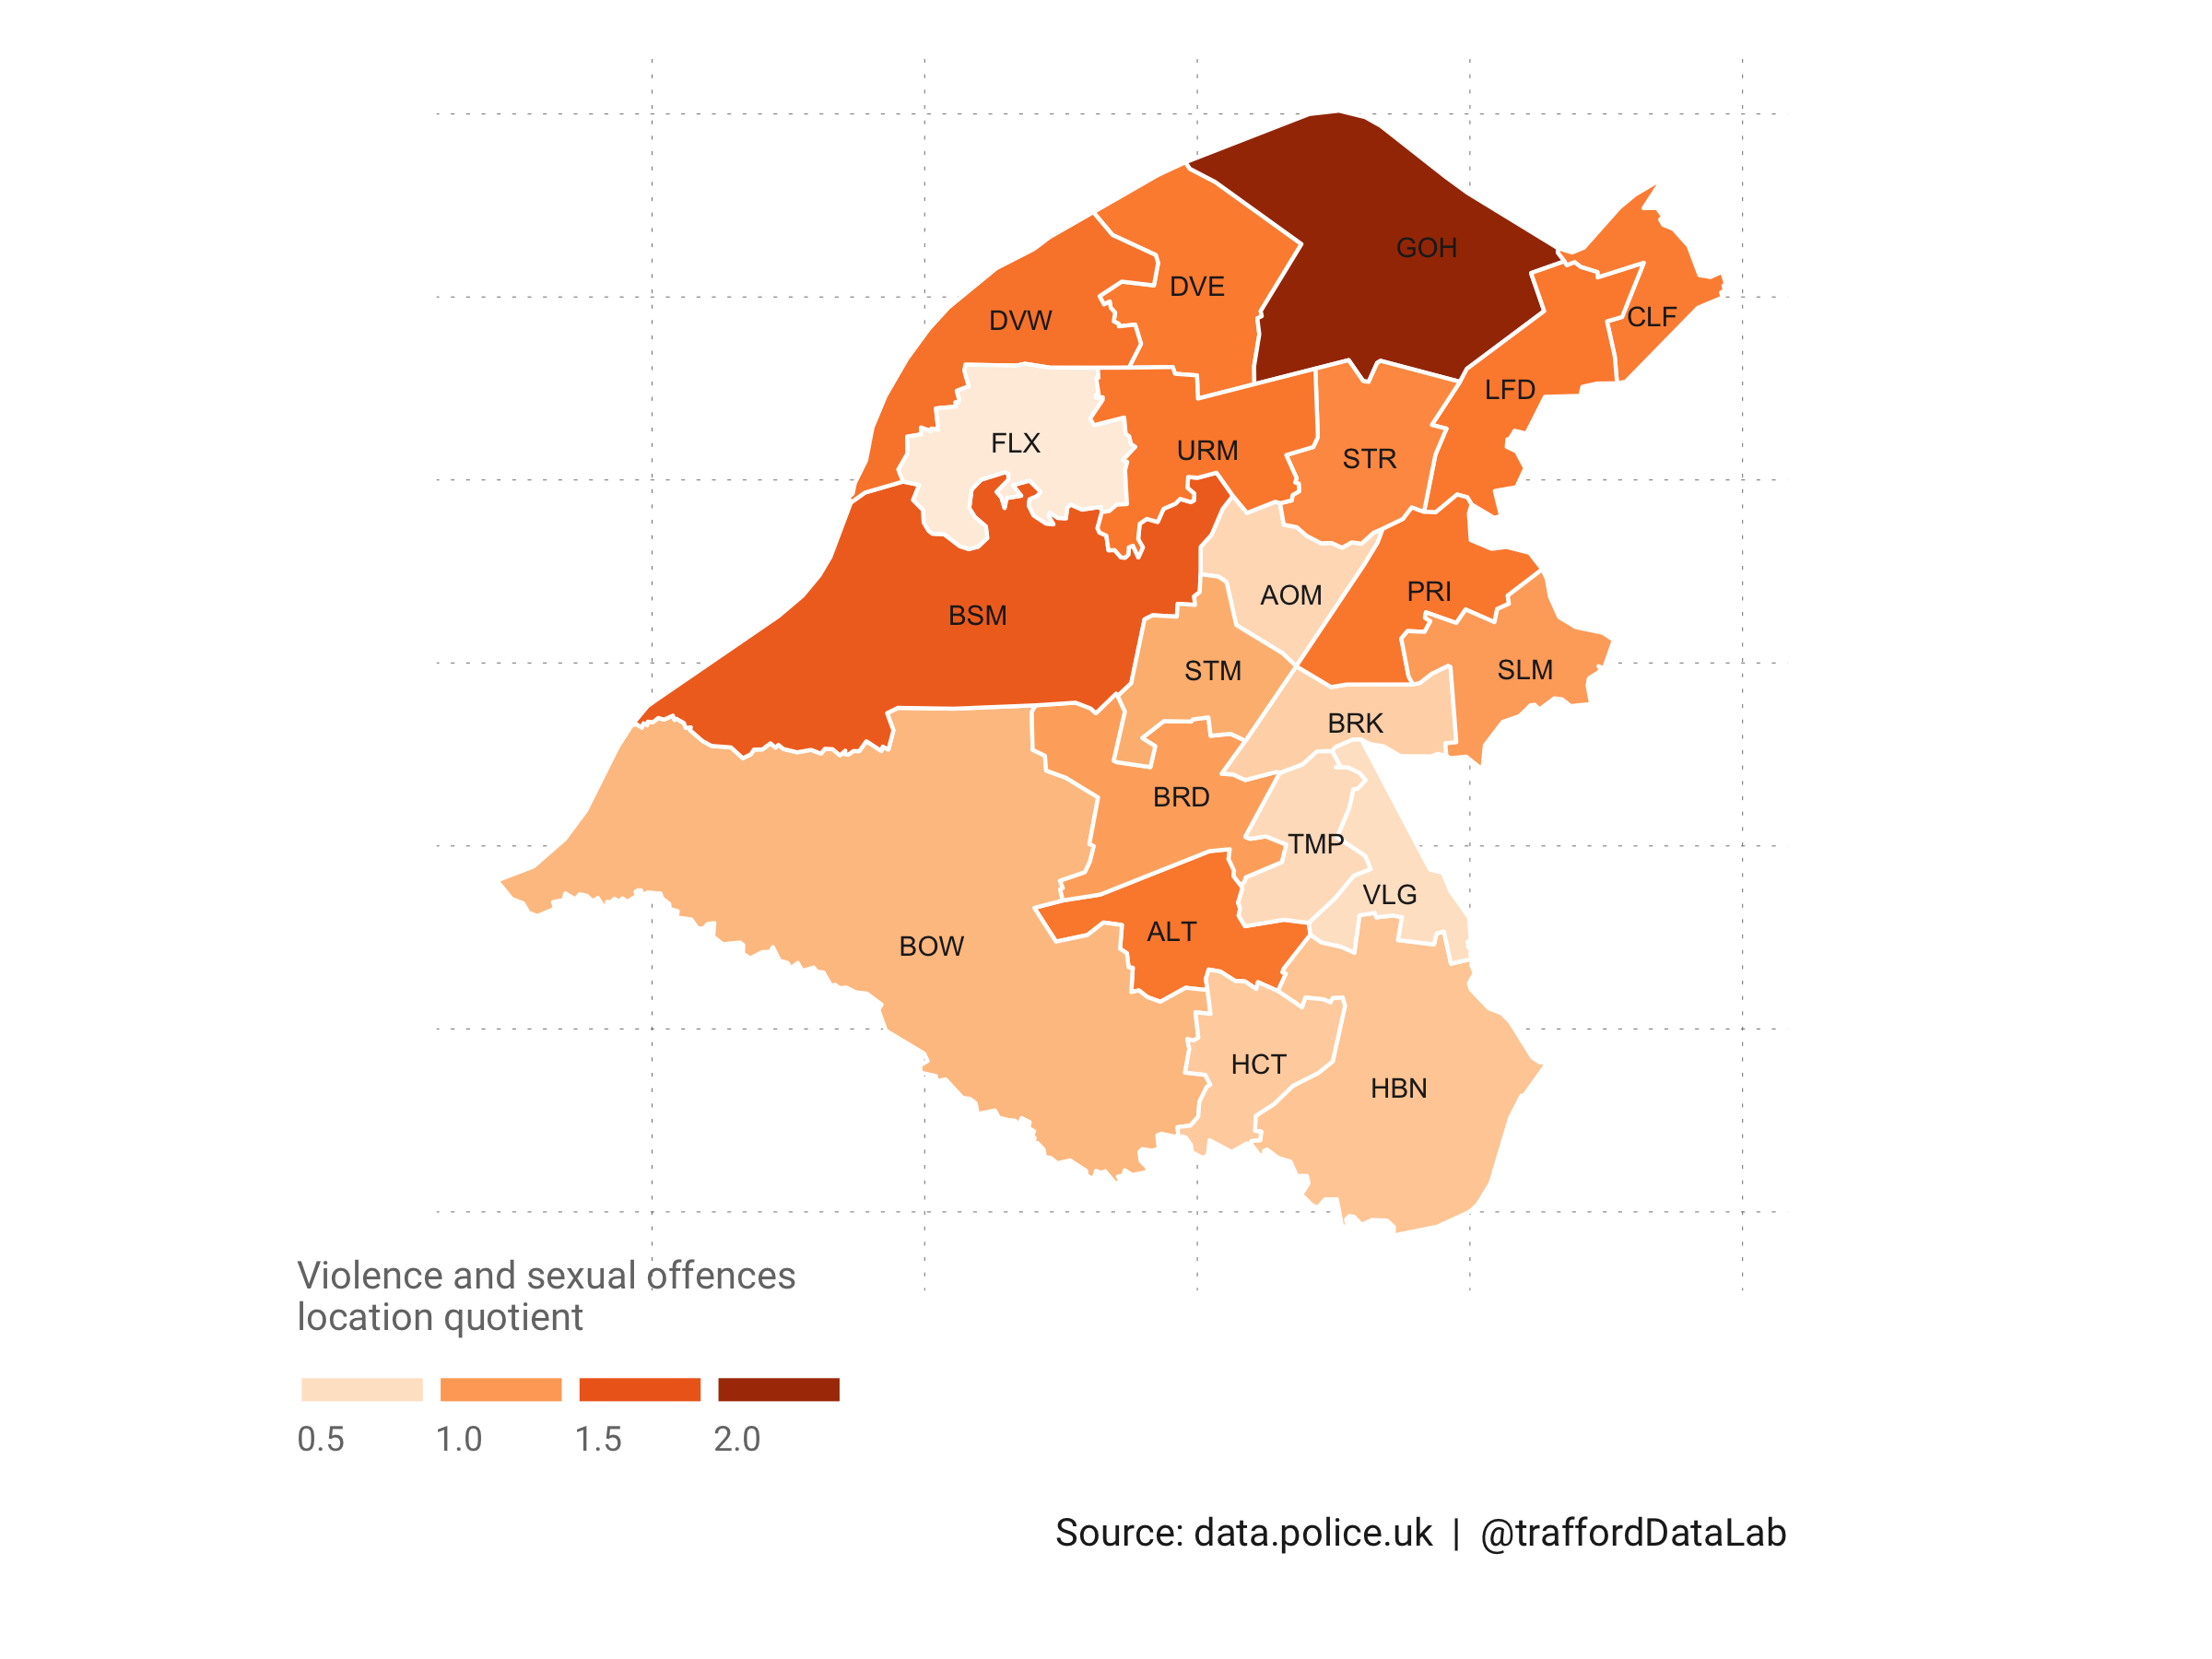 GOH
DVE
DVW
CLF
LFD
FLX
URM
STR
AOM
PRI
BSM
STM
SLM
BRK
BRD
TMP
VLG
ALT
BOW
HCT
HBN
Violence and sexual offences
location quotient
0.5 1.0 1.5 2.0
Source: data.police.uk | @traffordDataLab